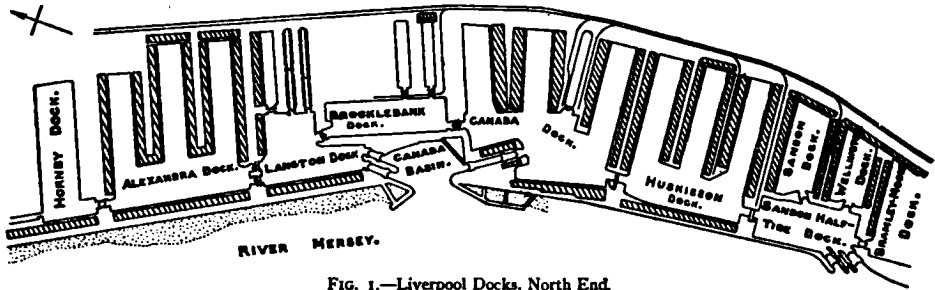 HORNBY DOCK.
ALEXANDRA DOCK.
LANGTON DOCK
BROCKLEBANK
DOCK.
CANADA
BASIN.
CANADA
DOCK.
HUSKISSON
DOCK.
SANDON
DOCK.
WELLINGTON
DOCK.
BRAMLEY-MOORE
DOCK.
SANDON HALF-
TIDE DOCK.
RIVER MERSEY.
FIG. 1.—Liverpool Docks, North End.